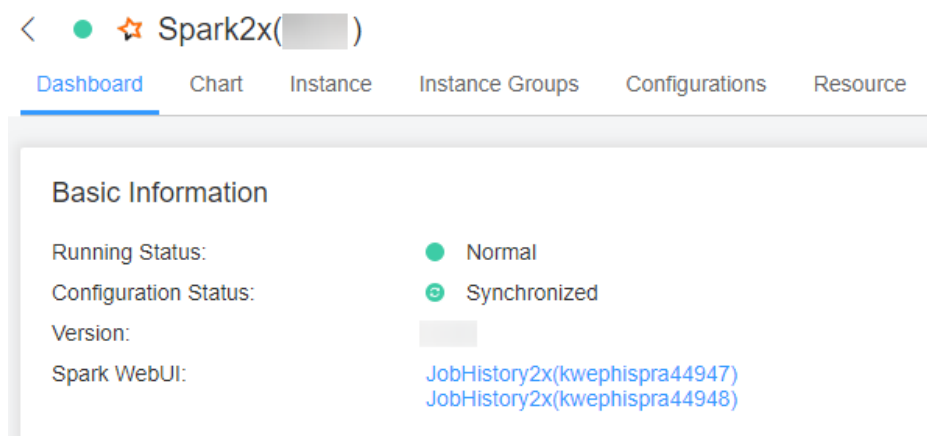 Spark2x( )
Dashboard Chart Instance Instance Groups Configurations Resource
Basic Information
Running Status: Normal
Configuration Status: Synchronized
Version:
Spark WebUI: JobHistory2x(kwephispra44947)
JobHistory2x(kwephispra44948)